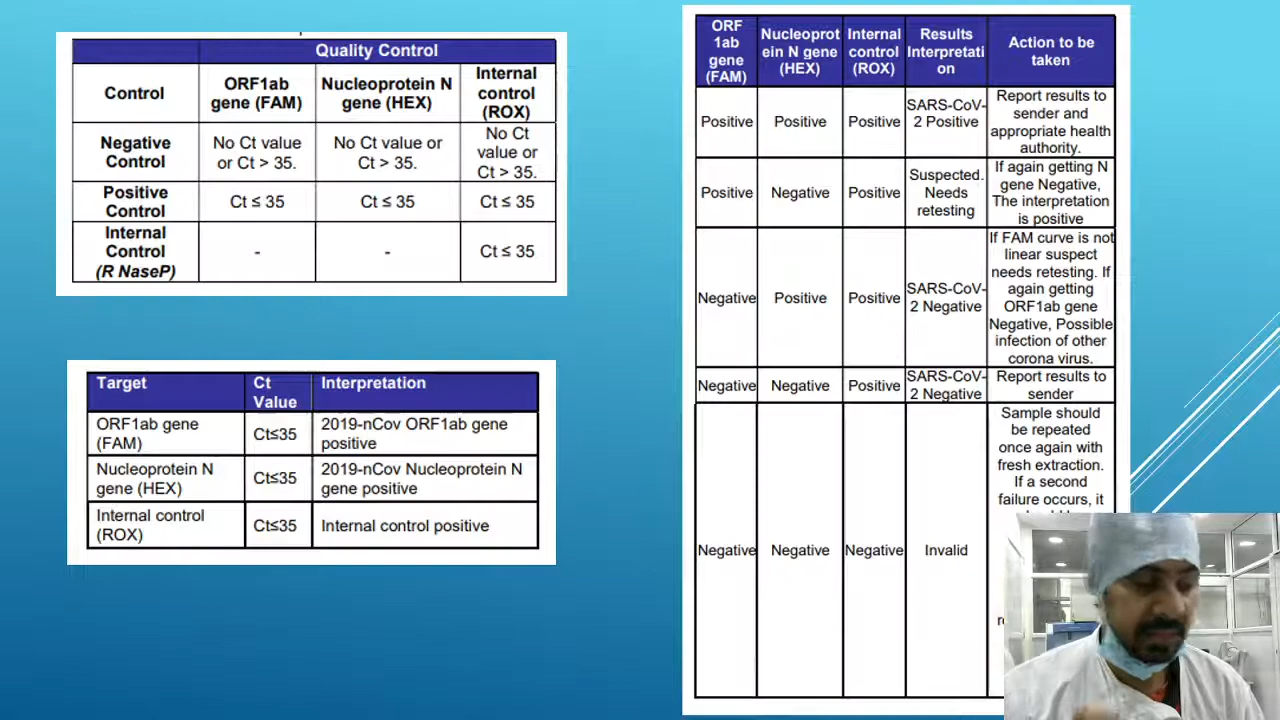 Quality Control
Control
ORF1ab
gene (FAM)
Nucleoprotein N
gene (HEX)
Internal
control
(ROX)
Negative
Control
No Ct value
or Ct > 35.
No Ct value or
Ct > 35.
No Ct
value or
Ct > 35.
Positive
Control
Ct ≤ 35
Ct ≤ 35
Ct ≤ 35
Internal
Control
(R NaseP)
-
-
Ct ≤ 35
Target
Ct
Value
Interpretation
ORF1ab gene
(FAM)
Ct≤35
2019-nCov ORF1ab gene
positive
Nucleoprotein N
gene (HEX)
Ct≤35
2019-nCov Nucleoprotein N
gene positive
Internal control
(ROX)
Ct≤35
Internal control positive
ORF
1ab
gene
(FAM)
Nucleoprot
ein N gene
(HEX)
Internal
control
(ROX)
Results
Interpretati
on
Action to be
taken
Positive
Positive
Positive
SARS-CoV-
2 Positive
Report results to
sender and
appropriate health
authority.
Positive
Negative
Positive
Suspected.
Needs
retesting
If again getting N
gene Negative,
The interpretation
is positive
Negative
Positive
Positive
SARS-CoV-
2 Negative
If FAM curve is not
linear suspect
needs retesting. If
again getting
ORF1ab gene
Negative, Possible
infection of other
corona virus.
Negative
Negative
Positive
SARS-CoV-
2 Negative
Report results to
sender
Negative
Negative
Negative
Invalid
Sample should
be repeated
once again with
fresh extraction.
If a second
failure occurs, it